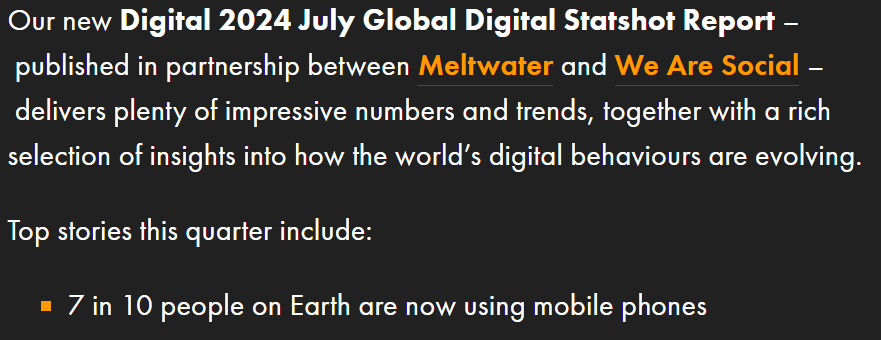 Our new Digital 2024 July Global Digital Statshot Report –
published in partnership between Meltwater and We Are Social –
delivers plenty of impressive numbers and trends, together with a rich
selection of insights into how the world’s digital behaviours are evolving.
Top stories this quarter include:
7 in 10 people on Earth are now using mobile phones